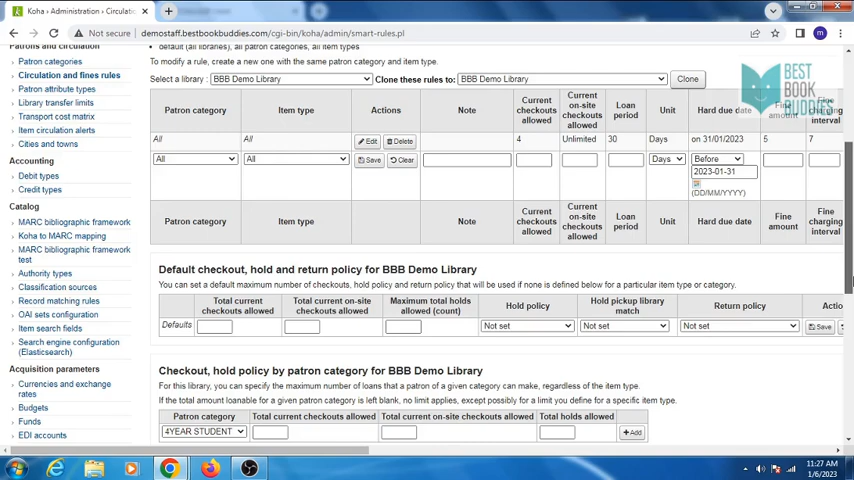 Koha › Administration › Circulati
Not secure
demostaff.bestbookbuddies.com/cgi-bin/koha/admin/smart-rules.pl
Patrons and circulation
Patron categories
Circulation and fines rules
Patron attribute types
Library transfer limits
Transport cost matrix
Item circulation alerts
Cities and towns
Accounting
Debit types
Credit types
Catalog
MARC bibliographic framework
Koha to MARC mapping
MARC bibliographic framework
test
Authority types
Classification sources
Record matching rules
OAI sets configuration
Item search fields
Search engine configuration
(Elasticsearch)
Acquisition parameters
Currencies and exchange
rates
Budgets
Funds
EDI accounts
default (all libraries), all patron categories, all item types
To modify a rule, create a new one with the same patron category and item type.
Select a library: BBB Demo Library Clone these rules to: BBB Demo Library Clone
BEST
BOOK
BUDDIES
Patron category Item type Actions Note Current checkouts allowed Current on-site checkouts allowed Loan period Unit Hard due date Fine amount Fine charging interval
All All Edit Delete 4 Unlimited 30 Days on 31/01/2023 5 7
All All Save Clear Days Before
2023-01-31
(DD/MM/YYYY)
Patron category Item type Note Current checkouts allowed Current on-site checkouts allowed Loan period Unit Hard due date Fine amount Fine charging interval
Default checkout, hold and return policy for BBB Demo Library
You can set a default maximum number of checkouts, hold policy and return policy that will be used if none is defined below for a particular item type or category.
Total current checkouts allowed Total current on-site checkouts allowed Maximum total holds allowed (count) Hold policy Hold pickup library match Return policy Actio
Defaults Not set Not set Not set Save
Checkout, hold policy by patron category for BBB Demo Library
For this library, you can specify the maximum number of loans that a patron of a given category can make, regardless of the item type.
If the total amount loanable for a given patron category is left blank, no limit applies, except possibly for a limit you define for a specific item type.
Patron category Total current checkouts allowed Total current on-site checkouts allowed Total holds allowed
4YEAR STUDENT Add
11:27 AM
1/6/2023